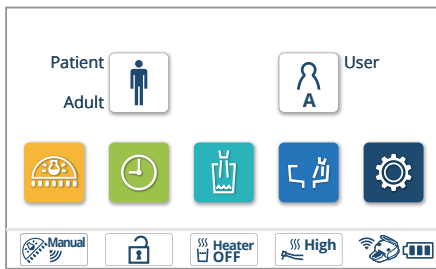 Patient
User
Adult
A
Manual
Heater
OFF
High